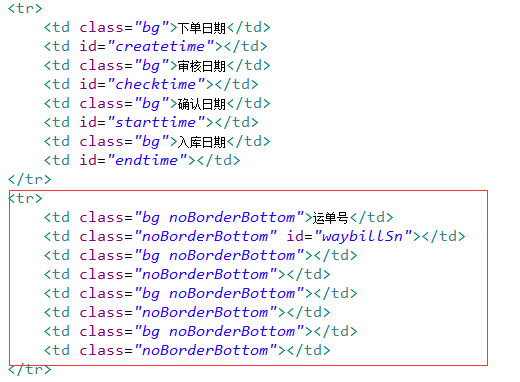 <tr>
<td class="bg">下单日期</td>
<td id="createtime"></td>
<td class="bg">审核日期</td>
<td id="checktime"></td>
<td class="bg">确认日期</td>
<td id="starttime"></td>
<td class="bg">入库日期</td>
<td id="endtime"></td>
</tr>
<tr>
<td class="bg noBorderBottom">运单号</td>
<td class="noBorderBottom" id="waybillSn"></td>
<td class="bg noBorderBottom"></td>
<td class="noBorderBottom"></td>
<td class="bg noBorderBottom"></td>
<td class="noBorderBottom"></td>
<td class="bg noBorderBottom"></td>
<td class="noBorderBottom"></td>
</tr>